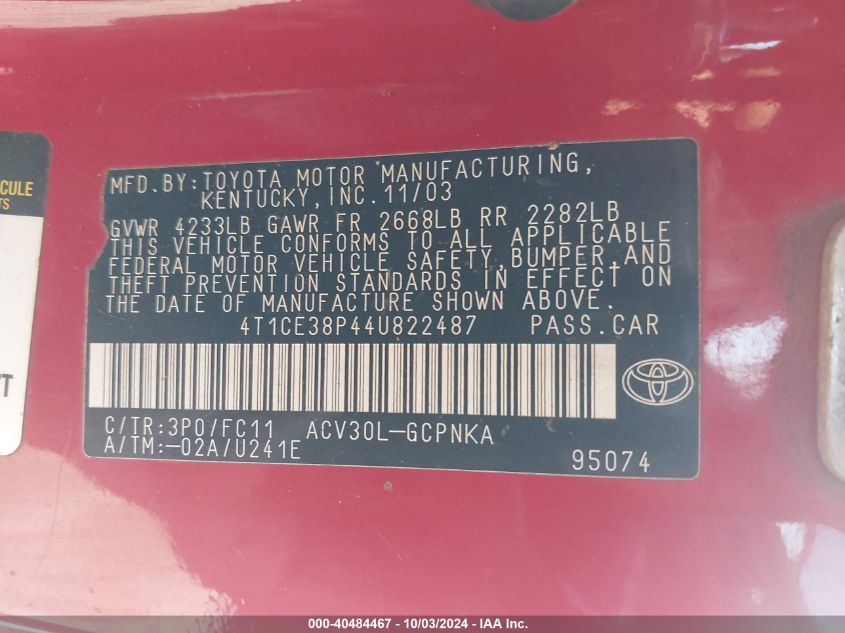 CULE
TS
T
MFD.BY:TOYOTA MOTOR MANUFACTURING,
KENTUCKY,INC.11/03
GVWR 4233LB GAWR FR 2668LB RR 2282LB
THIS VEHICLE CONFORMS TO ALL APPLICABLE
FEDERAL MOTOR VEHICLE SAFETY,BUMPER,AND
THEFT PREVENTION STANDARDS IN EFFECT ON
THE DATE OF MANUFACTURE SHOWN ABOVE.
4T1CE38P44U822487 PASS.CAR
C/TR:3P0/FC11 ACV30L-GCPNKA
A/TM:-02A/U241E 95074
000-40484467 - 10/03/2024 - IAA Inc.